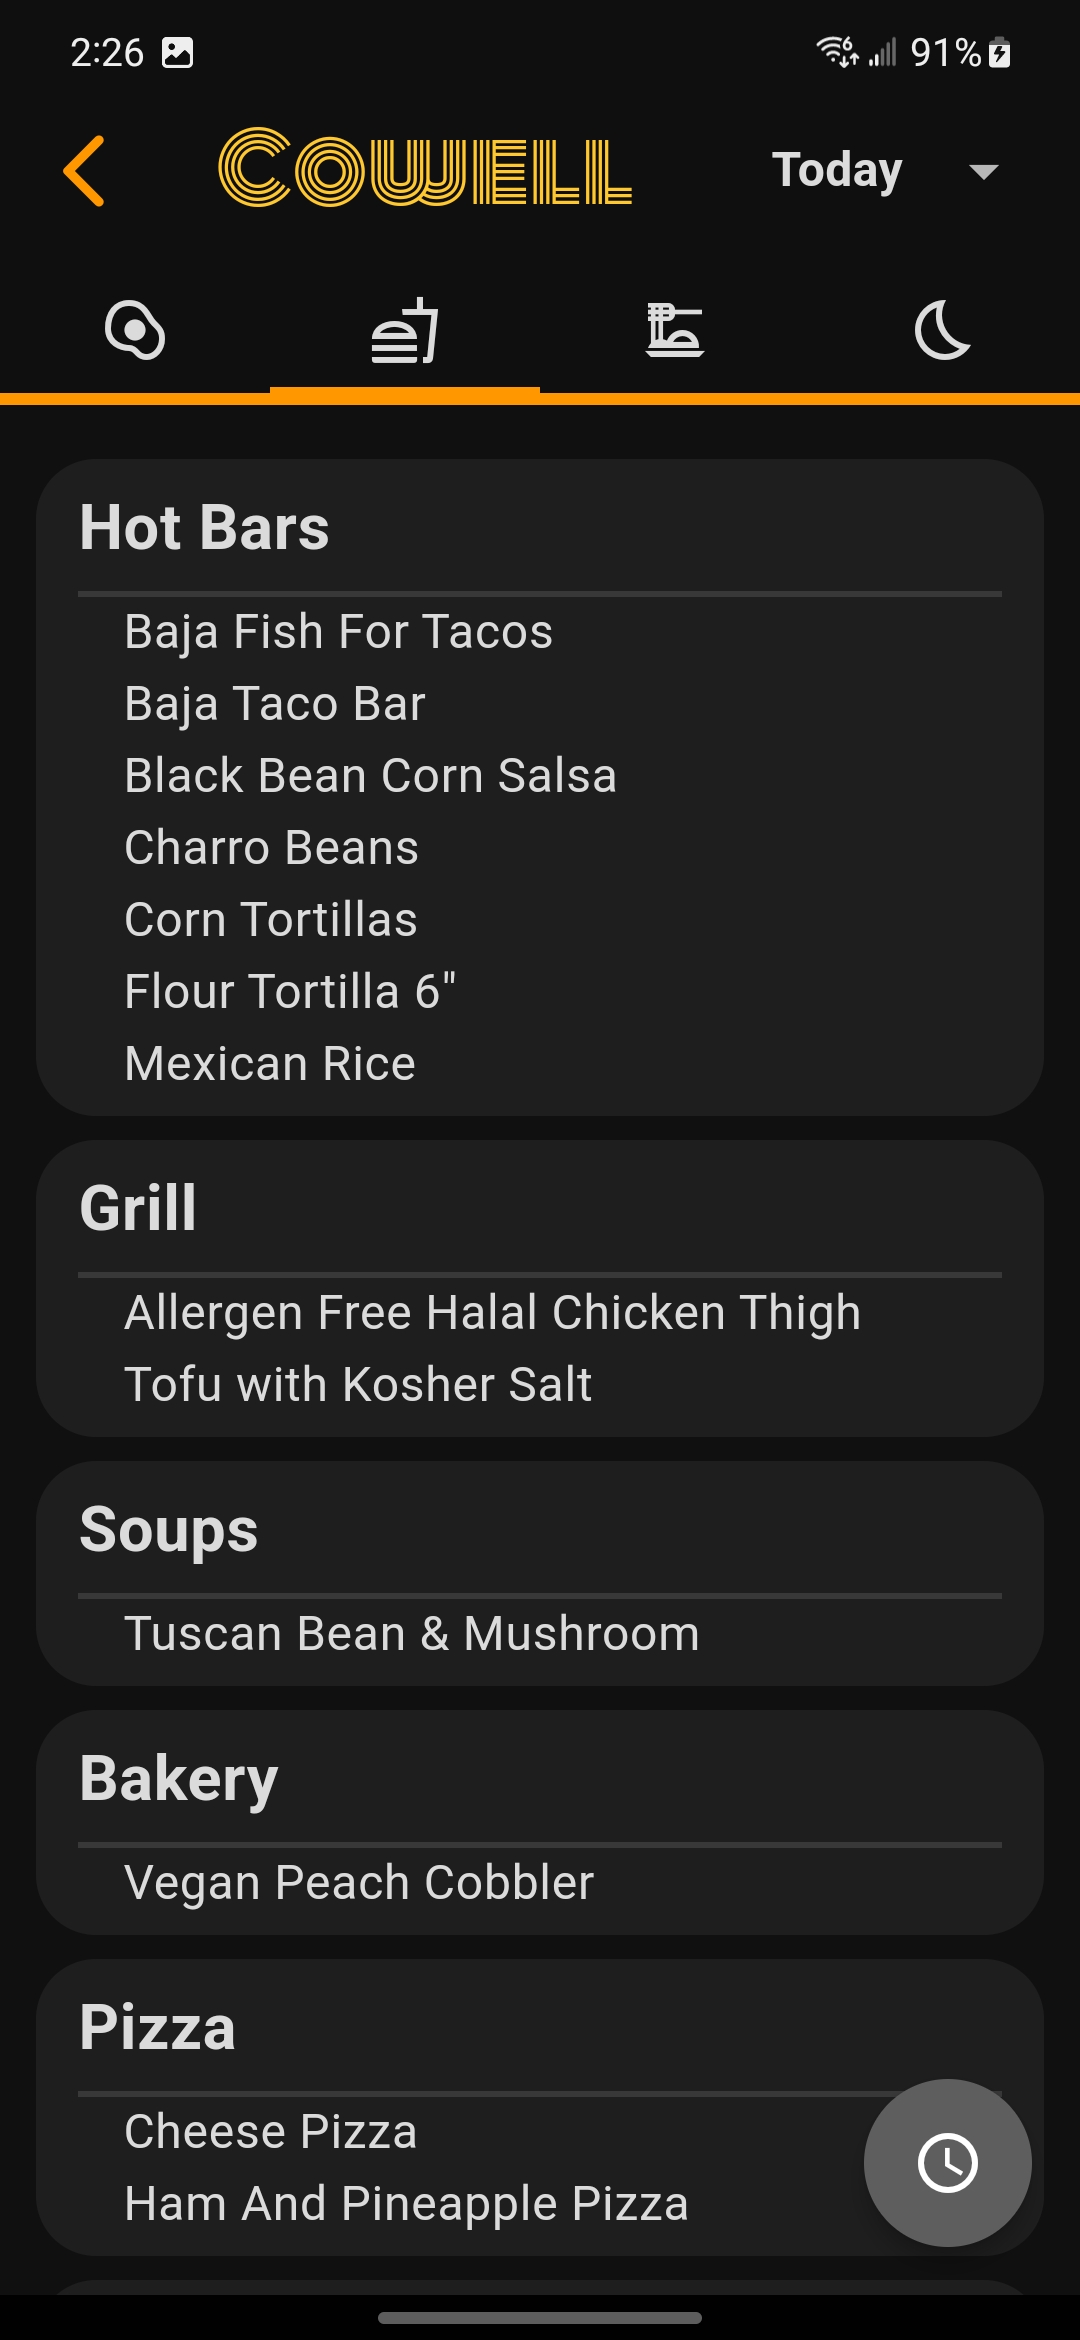 2:26 91%
Cowell Today
Hot Bars
Baja Fish For Tacos
Baja Taco Bar
Black Bean Corn Salsa
Charro Beans
Corn Tortillas
Flour Tortilla 6"
Mexican Rice
Grill
Allergen Free Halal Chicken Thigh
Tofu with Kosher Salt
Soups
Tuscan Bean & Mushroom
Bakery
Vegan Peach Cobbler
Pizza
Cheese Pizza
Ham And Pineapple Pizza